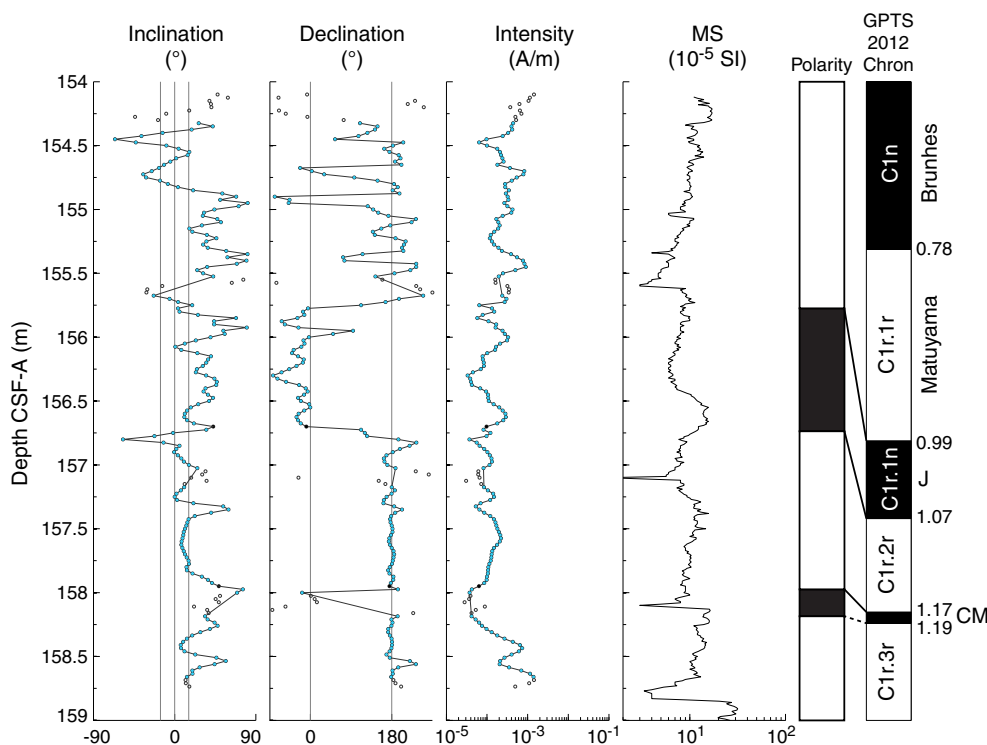 Inclination
(°)
Declination
(°)
Intensity
(A/m)
MS
(10⁻⁵ SI)
Polarity
GPTS
2012
Chron
Depth CSF-A (m)
154
154.5
155
155.5
156
156.5
157
157.5
158
158.5
159
-90 0 90
0 180
10⁻⁴ 10⁻³ 10⁻⁵
10¹ 10²
C1n
Brunhes
0.78
C1r.1r
Matuyama
0.99
C1r.1n
J
1.07
C1r.2r
1.17
CM
1.19
C1r.3r